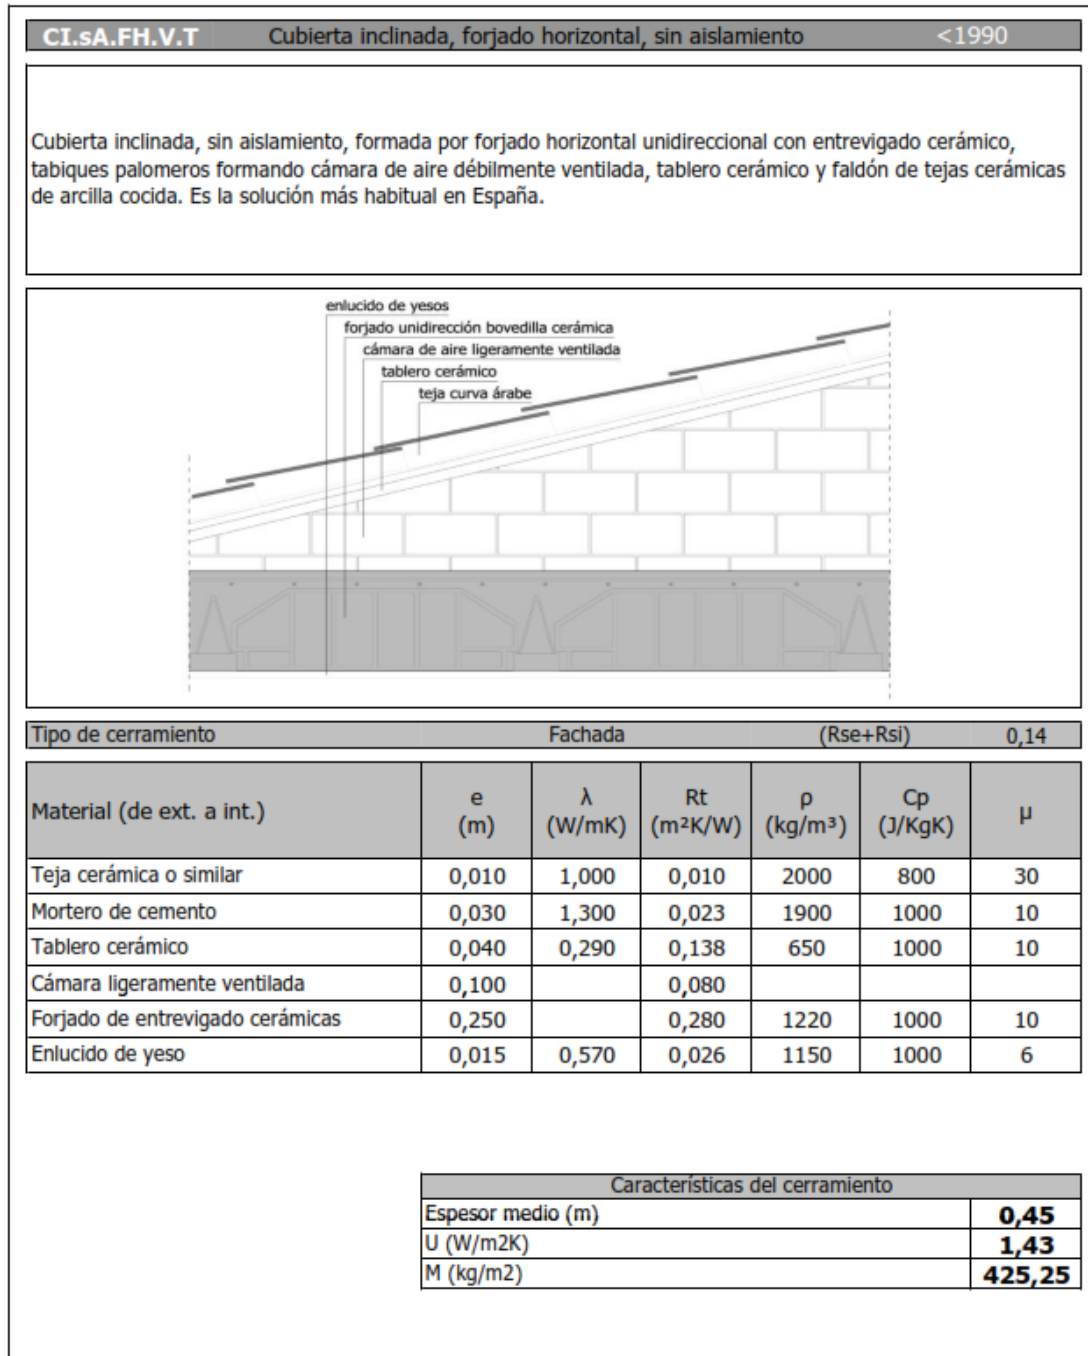 CI.sA.FH.V.T Cubierta inclinada, forjado horizontal, sin aislamiento <1990
Cubierta inclinada, sin aislamiento, formada por forjado horizontal unidireccional con entrevigado cerámico,
tabiques palomeros formando cámara de aire débilmente ventilada, tablero cerámico y faldón de tejas cerámicas
de arcilla cocida. Es la solución más habitual en España.
enlucido de yesos
forjado unidirección bovedilla cerámica
cámara de aire ligeramente ventilada
tablero cerámico
teja curva árabe
Tipo de cerramiento Fachada (Rse+Rsi) 0,14
Material (de ext. a int.) e (m) λ (W/mK) Rt (m²K/W) ρ (kg/m³) Cp (J/KgK) μ
Teja cerámica o similar 0,010 1,000 0,010 2000 800 30
Mortero de cemento 0,030 1,300 0,023 1900 1000 10
Tablero cerámico 0,040 0,290 0,138 650 1000 10
Cámara ligeramente ventilada 0,100 0,080
Forjado de entrevigado cerámicas 0,250 0,280 1220 1000 10
Enlucido de yeso 0,015 0,570 0,026 1150 1000 6
Características del cerramiento
Espesor medio (m) 0,45
U (W/m2K) 1,43
M (kg/m2) 425,25